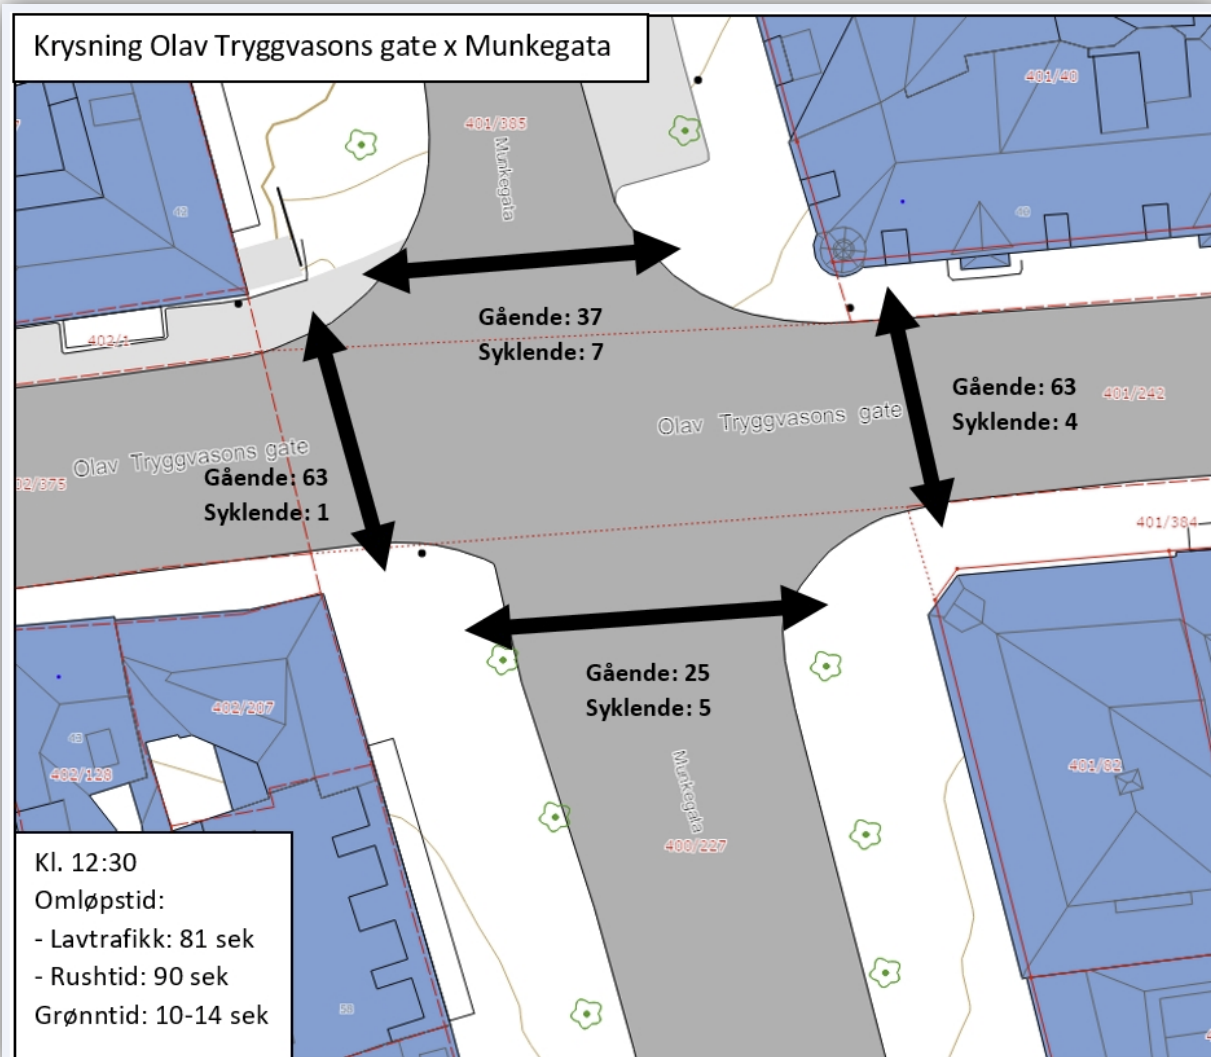 Krysning Olav Tryggvasons gate x Munkegata
401/40
401/385
Munkegata
42
40
Gående: 37
Syklende: 7
402/1
Gående: 63
Syklende: 4
401/242
Olav Tryggvasons gate
Olav Tryggvasons gate
Gående: 63
Syklende: 1
02/375
401/384
Gående: 25
Syklende: 5
402/207
402/128
401/82
Munkegata
400/227
Kl. 12:30
Omløpstid:
- Lavtrafikk: 81 sek
- Rushtid: 90 sek
Grønntid: 10-14 sek